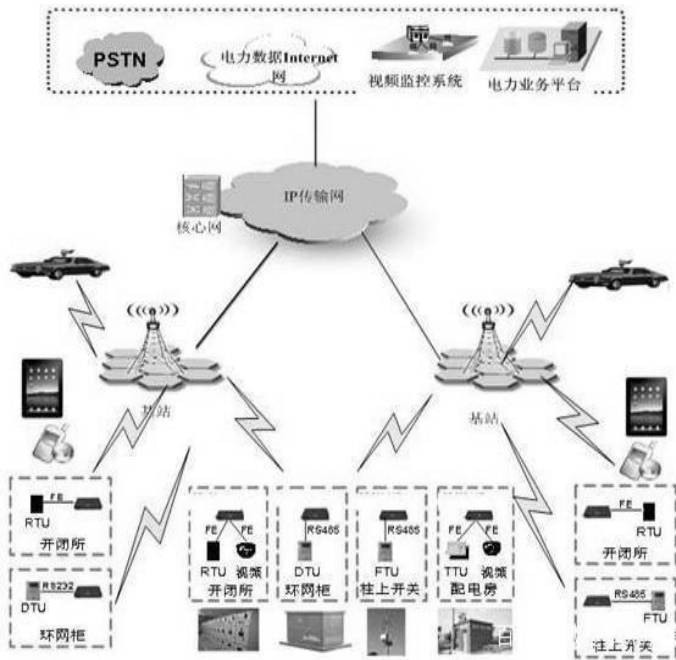 PSTN
电力数据Internet
网
视频监控系统
电力业务平台
IP传输网
核心网
基站
基站
FE
RTU
开闭所
RS232
DTU
环网柜
FE
FE
RTU
视频
开闭所
RS485
DTU
环网柜
RS485
FTU
柱上开关
FE
FE
TTU
视频
配电房
FE
RTU
开闭所
RS485
FTU
柱上开关